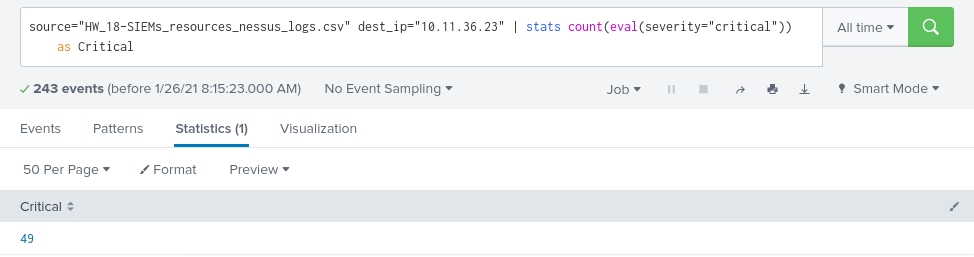 source="HW_18-SIEMs_resources_nessus_logs.csv" dest_ip="10.11.36.23" | stats count(eval(severity="critical"))
as Critical
All time
243 events (before 1/26/21 8:15:23.000 AM) No Event Sampling Job Smart Mode
Events Patterns Statistics (1) Visualization
50 Per Page Format Preview
Critical
49